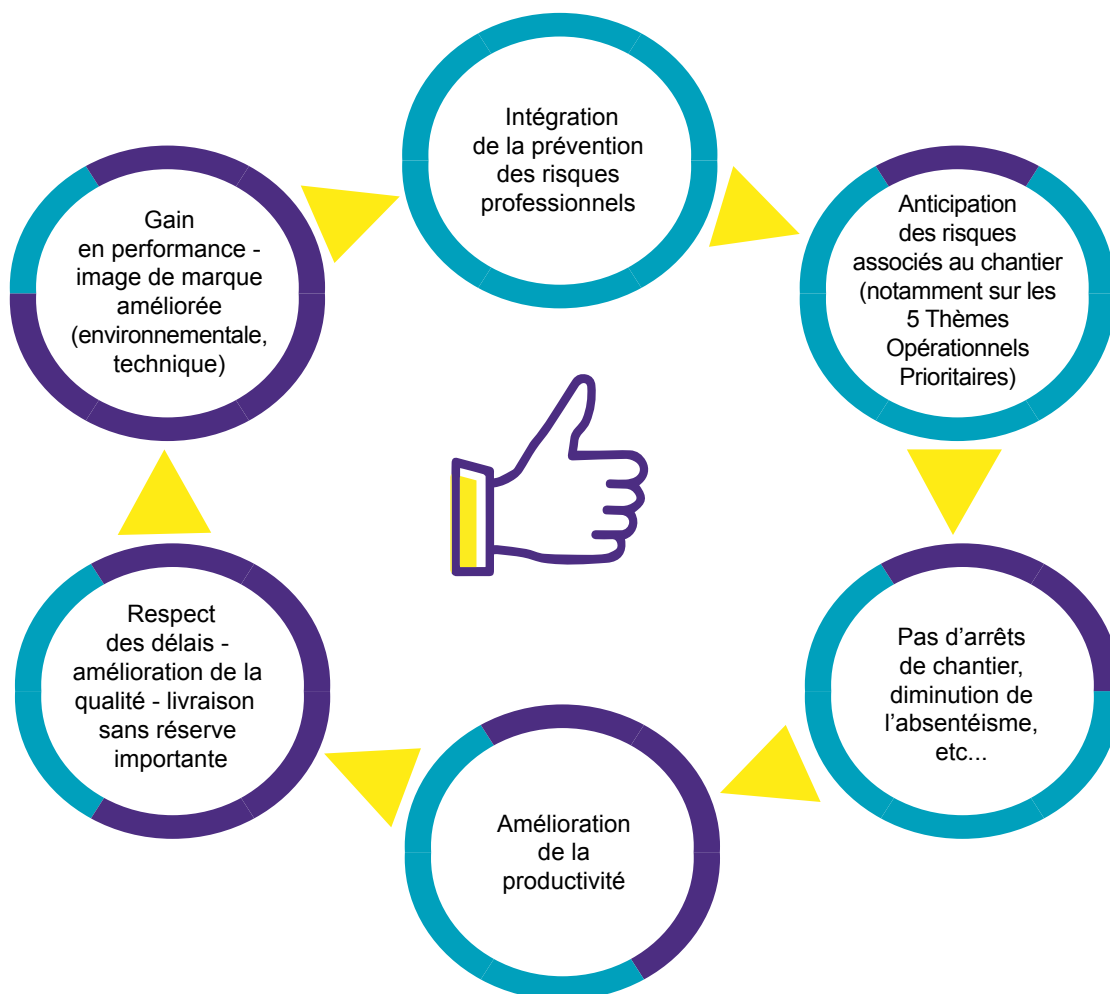 Intégration
de la prévention
des risques
professionnels
Anticipation
des risques
associés au chantier
(notamment sur les
5 Thèmes
Opérationnels
Prioritaires)
Pas d’arrêts
de chantier,
diminution de
l’absentéisme,
etc...
Amélioration
de la
productivité
Respect
des délais -
amélioration de la
qualité - livraison
sans réserve
importante
Gain
en performance -
image de marque
améliorée
(environnementale,
technique)